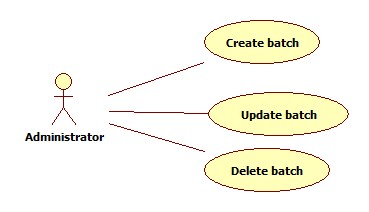 Create batch
Administrator
Update batch
Delete batch